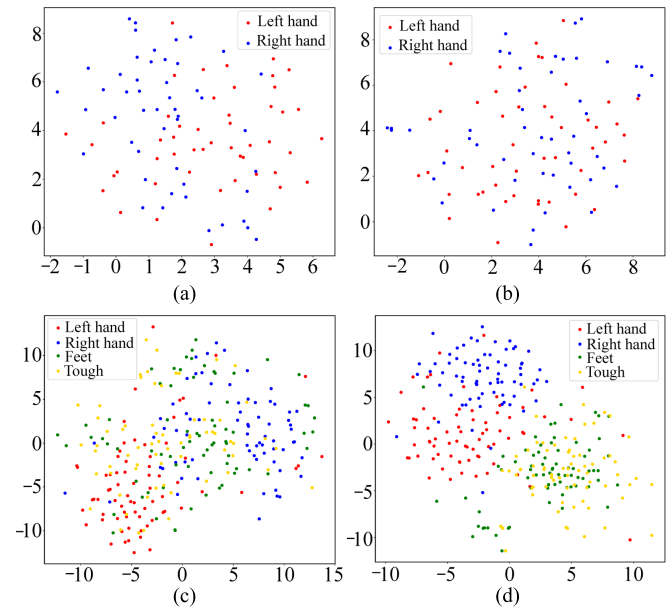 Left hand
Right hand
8
6
4
2
0
−2 −1 0 1 2 3 4 5 6
(a)
Left hand
Right hand
8
6
4
2
0
−2 0 2 4 6 8
(b)
Left hand
Right hand
Feet
Tough
10
5
0
−5
−10
−10 −5 0 5 10 15
(c)
Left hand
Right hand
Feet
Tough
10
5
0
−5
−10
−10 −5 0 5 10
(d)